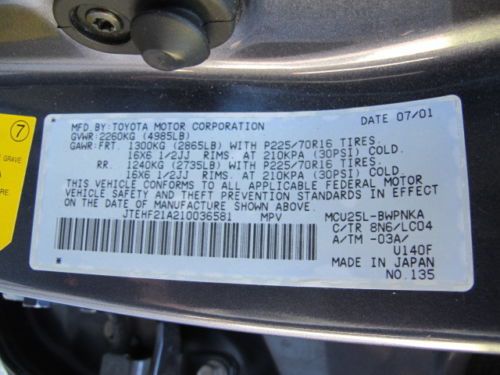 MFD.BY:TOYOTA MOTOR CORPORATION DATE 07/01
GVWR:2260KG (4985LB)
GAWR:FRT. 1300KG (2865LB) WITH P225/70R16 TIRES.
16X6 1/2JJ RIMS. AT 210KPA (30PSI) COLD.
RR. 1240KG (2735LB) WITH P225/70R16 TIRES.
16X6 1/2JJ RIMS. AT 210KPA (30PSI) COLD.
THIS VEHICLE CONFORMS TO ALL APPLICABLE FEDERAL MOTOR
VEHICLE SAFETY AND THEFT PREVENTION STANDARDS IN EFFECT
ON THE DATE OF MANUFACTURE SHOWN ABOVE.
JTEHF21A210036581 MPV MCU25L-BWPNKA
C/TR 8N6/LC04
A/TM -03A/
U140F
MADE IN JAPAN
NO.135
* *
7
E GRAVE